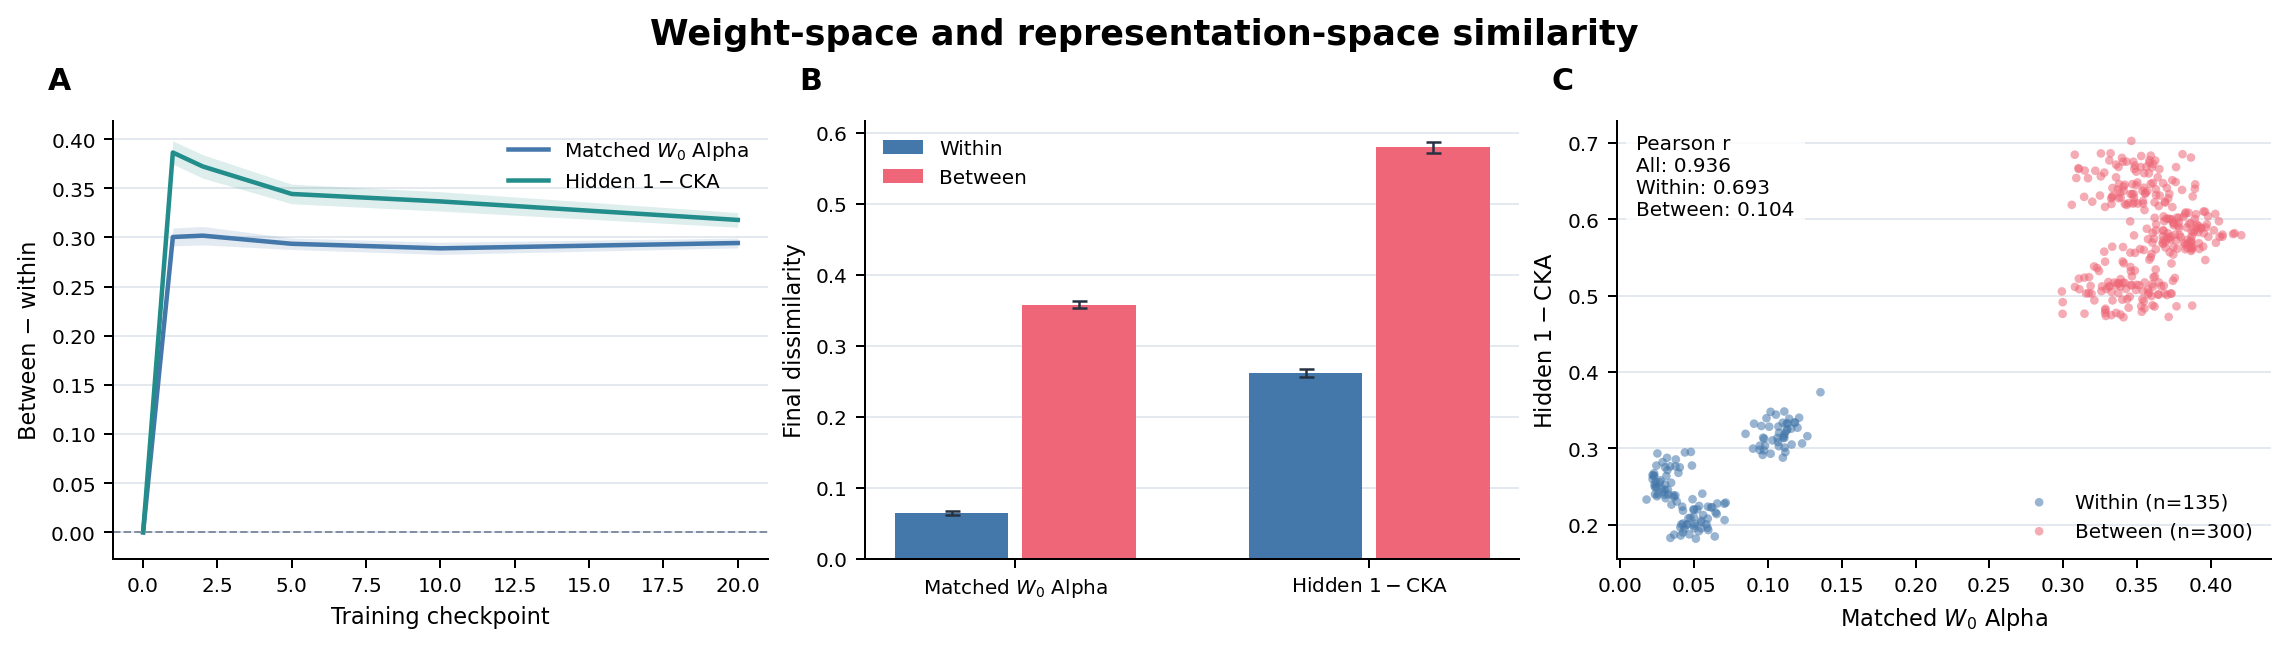 Weight-space and representation-space similarity
A
Between − within
0.40
0.35
0.30
0.25
0.20
0.15
0.10
0.05
0.00
Matched W₀ Alpha
Hidden 1 − CKA
0.0 2.5 5.0 7.5 10.0 12.5 15.0 17.5 20.0
Training checkpoint
B
Final dissimilarity
0.6
0.5
0.4
0.3
0.2
0.1
0.0
Within
Between
Matched W₀ Alpha Hidden 1 − CKA
C
Hidden 1 − CKA
0.7
0.6
0.5
0.4
0.3
0.2
Pearson r
All: 0.936
Within: 0.693
Between: 0.104
Within (n=135)
Between (n=300)
0.00 0.05 0.10 0.15 0.20 0.25 0.30 0.35 0.40
Matched W₀ Alpha